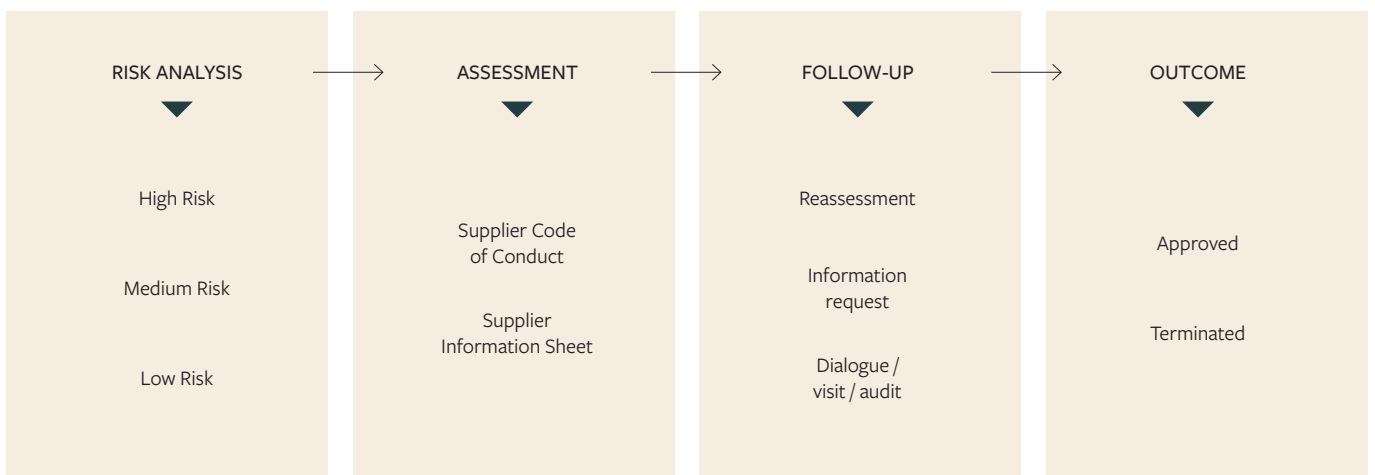 RISK ANALYSIS
High Risk
Medium Risk
Low Risk
ASSESSMENT
Supplier Code
of Conduct
Supplier
Information Sheet
FOLLOW-UP
Reassessment
Information
request
Dialogue /
visit / audit
OUTCOME
Approved
Terminated